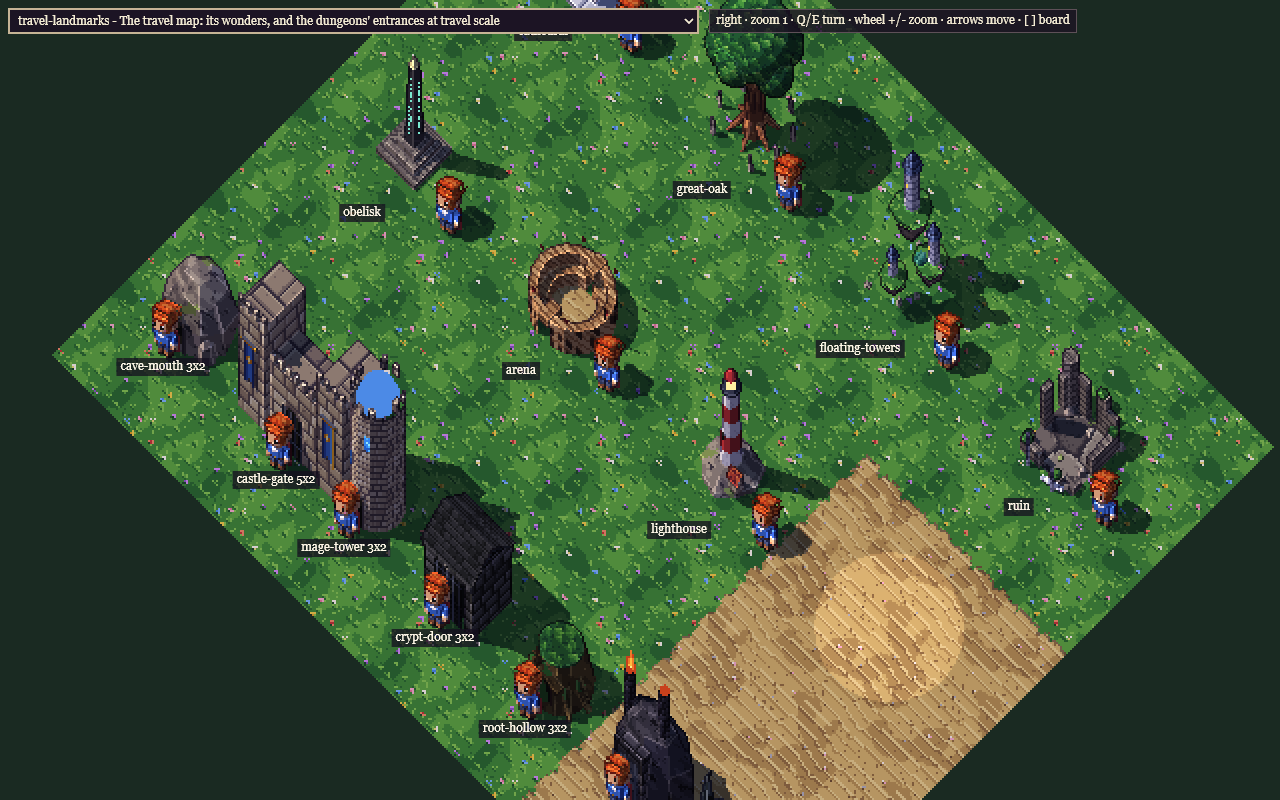 travel-landmarks - The travel map: its wonders, and the dungeons' entrances at travel scale
right · zoom 1 · Q/E turn · wheel +/- zoom · arrows move · [ ] board
great-oak
obelisk
floating-towers
cave-mouth 3x2
arena
castle-gate 5x2
ruin
lighthouse
mage-tower 3x2
crypt-door 3x2
root-hollow 3x2